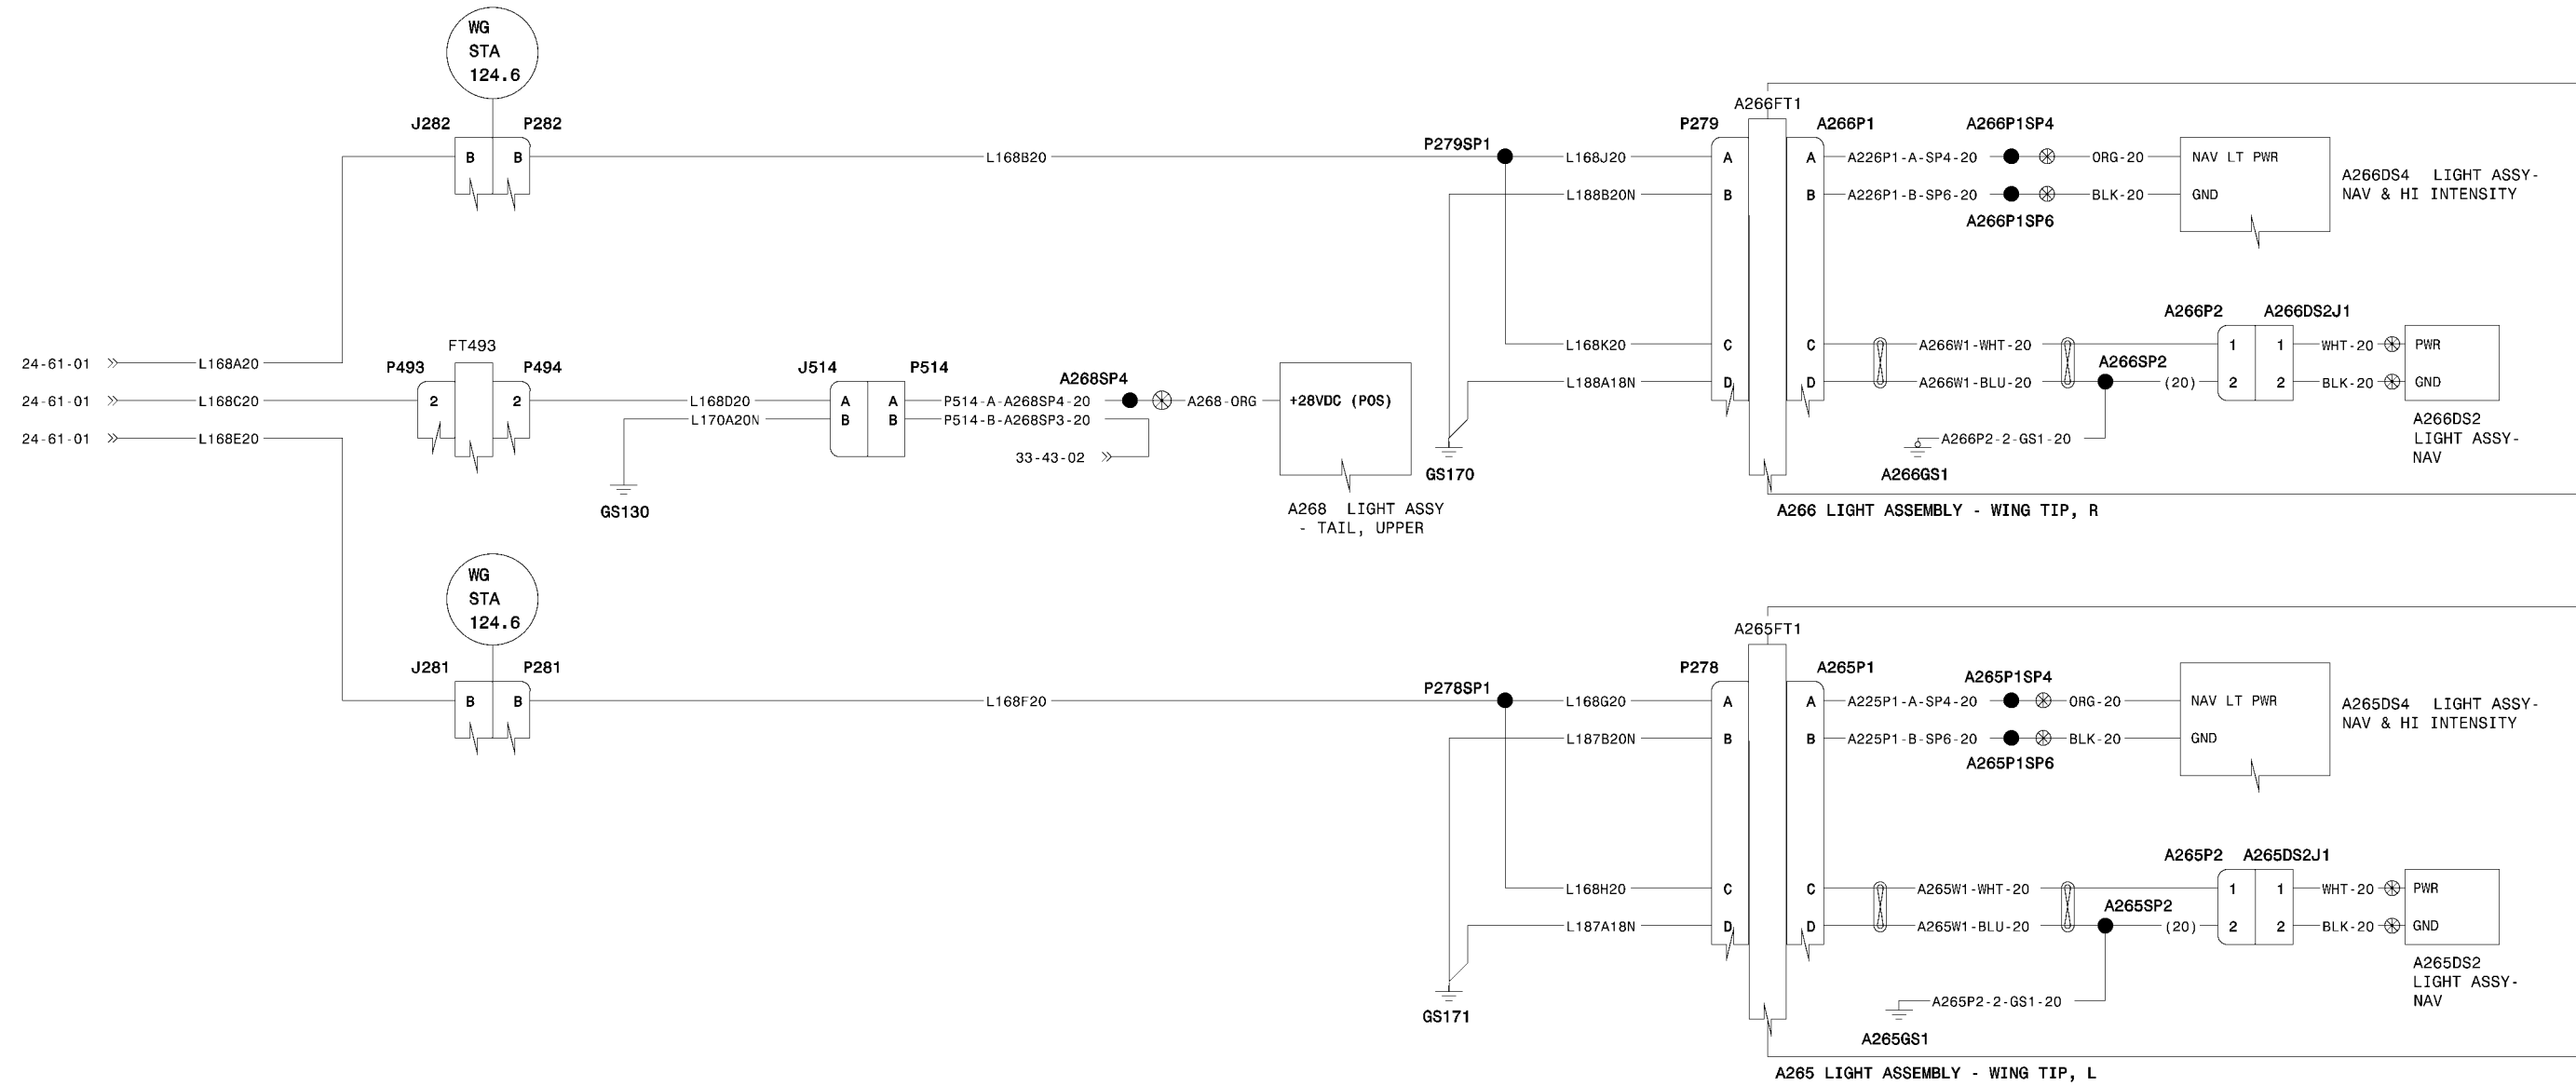 WG
STA
124.6
J282 P282
B B
L168B20
P279SP1
L168J20
L188B20N
L168K20
L188A18N
GS170
P279
A
B
C
D
A266FT1
A266P1
A
B
C
D
A266P1SP4
A226P1-A-SP4-20
ORG-20
A226P1-B-SP6-20
BLK-20
A266P1SP6
NAV LT PWR
GND
A266DS4 LIGHT ASSY-
NAV & HI INTENSITY
A266W1-WHT-20
A266W1-BLU-20
A266SP2
(20)
A266P2-2-GS1-20
A266GS1
A266P2 A266DS2J1
1 1
2 2
WHT-20
BLK-20
PWR
GND
A266DS2
LIGHT ASSY-
NAV
A266 LIGHT ASSEMBLY - WING TIP, R
24-61-01 L168A20
24-61-01 L168C20
24-61-01 L168E20
FT493
P493 P494
2 2
L168D20
L170A20N
GS130
J514 P514
A A
B B
P514-A-A268SP4-20
P514-B-A268SP3-20
33-43-02
A268SP4
A268-ORG
+28VDC (POS)
A268 LIGHT ASSY
- TAIL, UPPER
WG
STA
124.6
J281 P281
B B
L168F20
P278SP1
L168G20
L187B20N
L168H20
L187A18N
GS171
P278
A
B
C
D
A265FT1
A265P1
A
B
C
D
A265P1SP4
A225P1-A-SP4-20
ORG-20
A225P1-B-SP6-20
BLK-20
A265P1SP6
NAV LT PWR
GND
A265DS4 LIGHT ASSY-
NAV & HI INTENSITY
A265W1-WHT-20
A265W1-BLU-20
A265SP2
(20)
A265P2-2-GS1-20
A265GS1
A265P2 A265DS2J1
1 1
2 2
WHT-20
BLK-20
PWR
GND
A265DS2
LIGHT ASSY-
NAV
A265 LIGHT ASSEMBLY - WING TIP, L